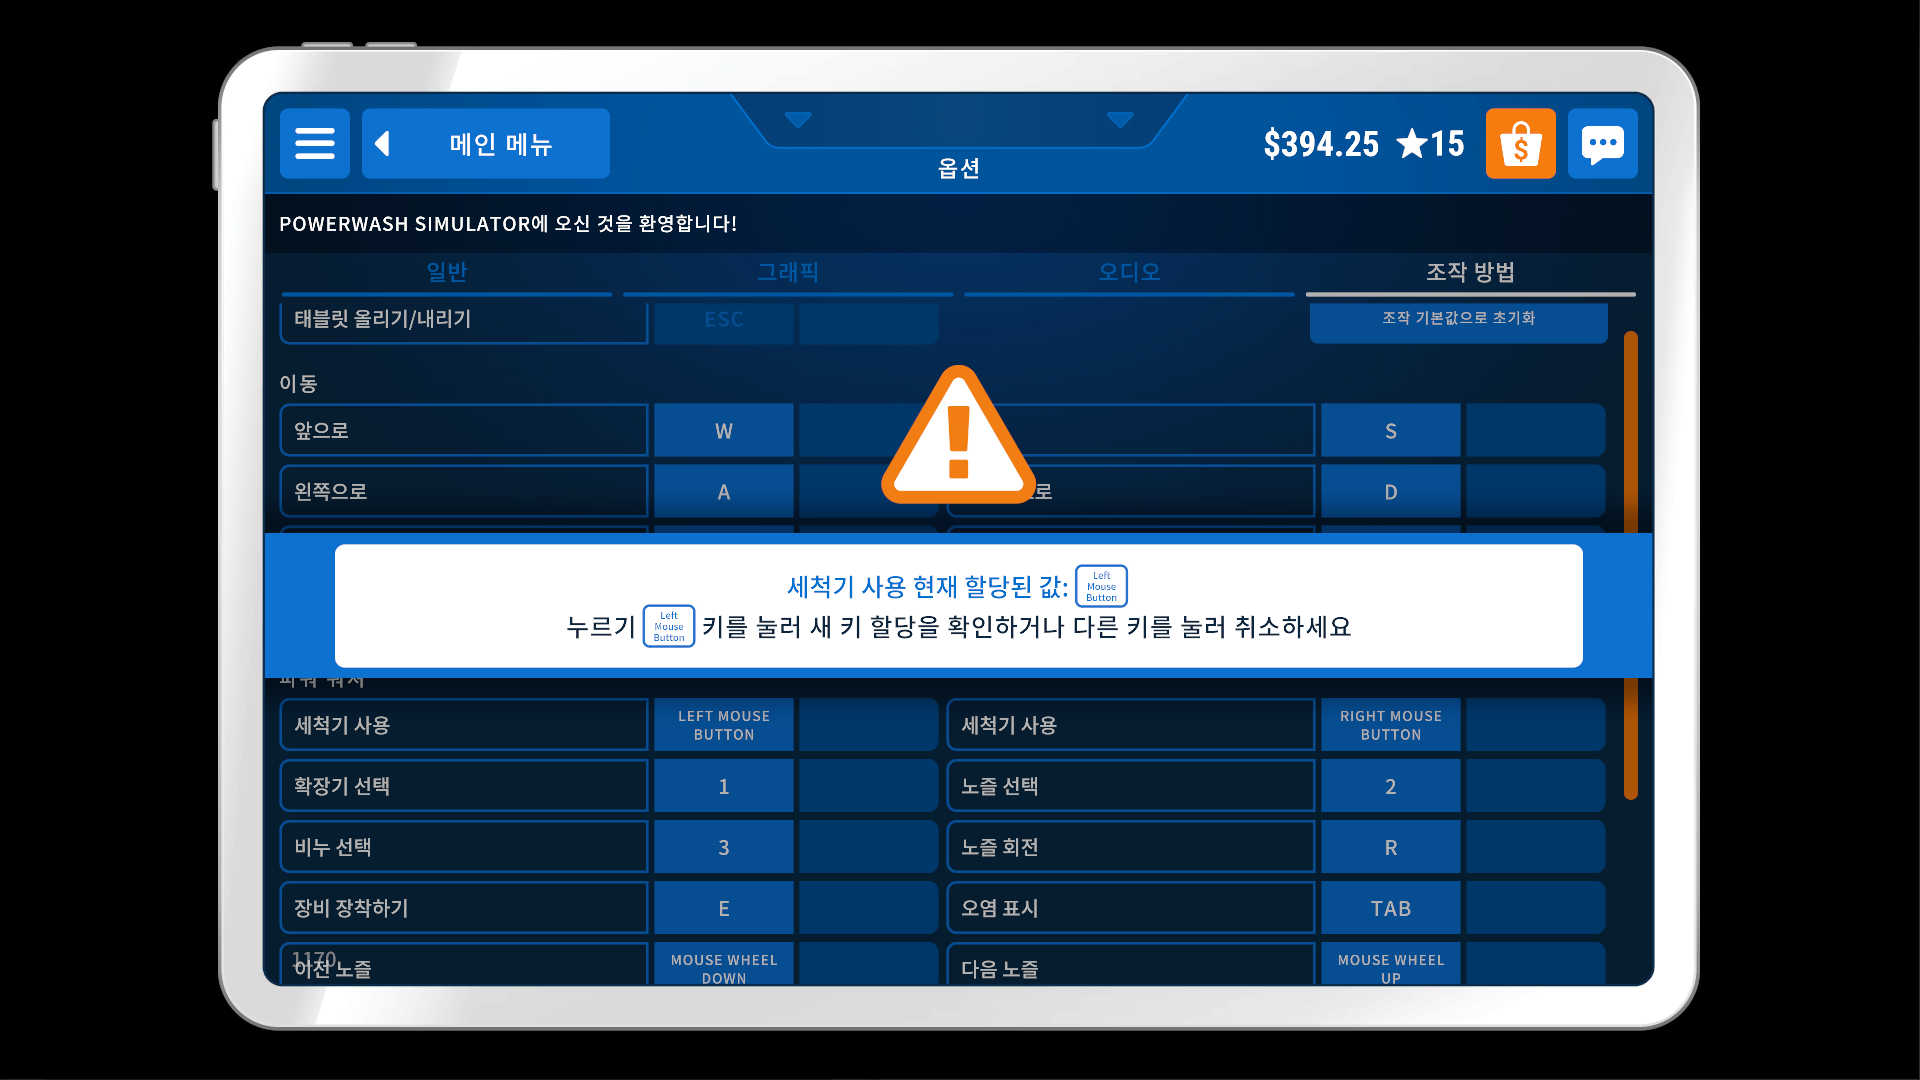 메인 메뉴
옵션
$394.25 15
POWERWASH SIMULATOR에 오신 것을 환영합니다!
일반 그래픽 오디오 조작 방법
태블릿 올리기/내리기 ESC 조작 기본값으로 초기화
이동
앞으로 W S
왼쪽으로 A 로 D
세척기 사용 현재 할당된 값: Left Mouse Button
누르기 Left Mouse Button 키를 눌러 새 키 할당을 확인하거나 다른 키를 눌러 취소하세요
세척기 사용 LEFT MOUSE BUTTON 세척기 사용 RIGHT MOUSE BUTTON
확장기 선택 1 노즐 선택 2
비누 선택 3 노즐 회전 R
장비 장착하기 E 오염 표시 TAB
이전 노즐 MOUSE WHEEL DOWN 다음 노즐 MOUSE WHEEL UP
1170